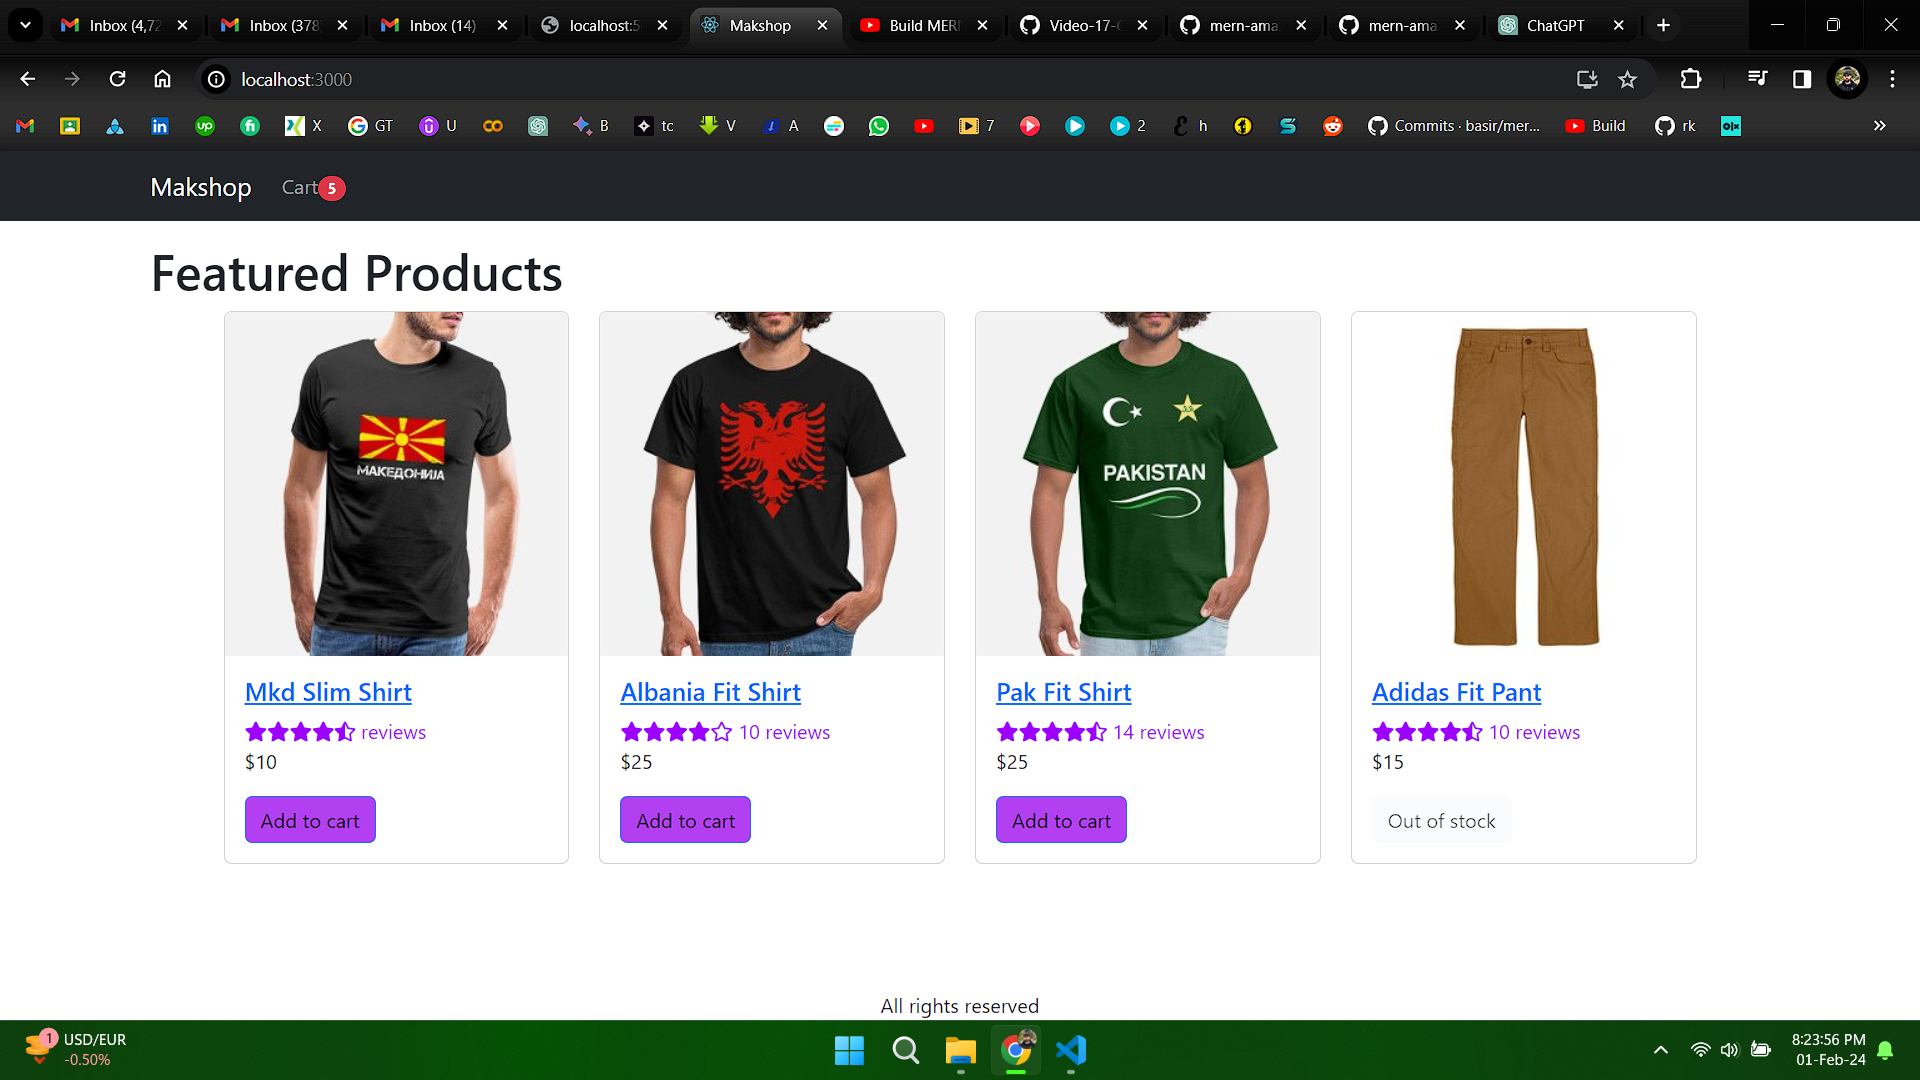 Inbox (4,72
Inbox (378
Inbox (14)
localhost:5
Makshop
Build MER
Video-17-
mern-ama
mern-ama
ChatGPT
localhost:3000
X
GT
U
B
tc
V
A
7
2
h
Commits · basir/mer...
Build
rk
Makshop
Cart 5
Featured Products
МАКЕДОНИЈА
PAKISTAN
Mkd Slim Shirt
reviews
$10
Add to cart
Albania Fit Shirt
10 reviews
$25
Add to cart
Pak Fit Shirt
14 reviews
$25
Add to cart
Adidas Fit Pant
10 reviews
$15
Out of stock
All rights reserved
1
USD/EUR
-0.50%
8:23:56 PM
01-Feb-24